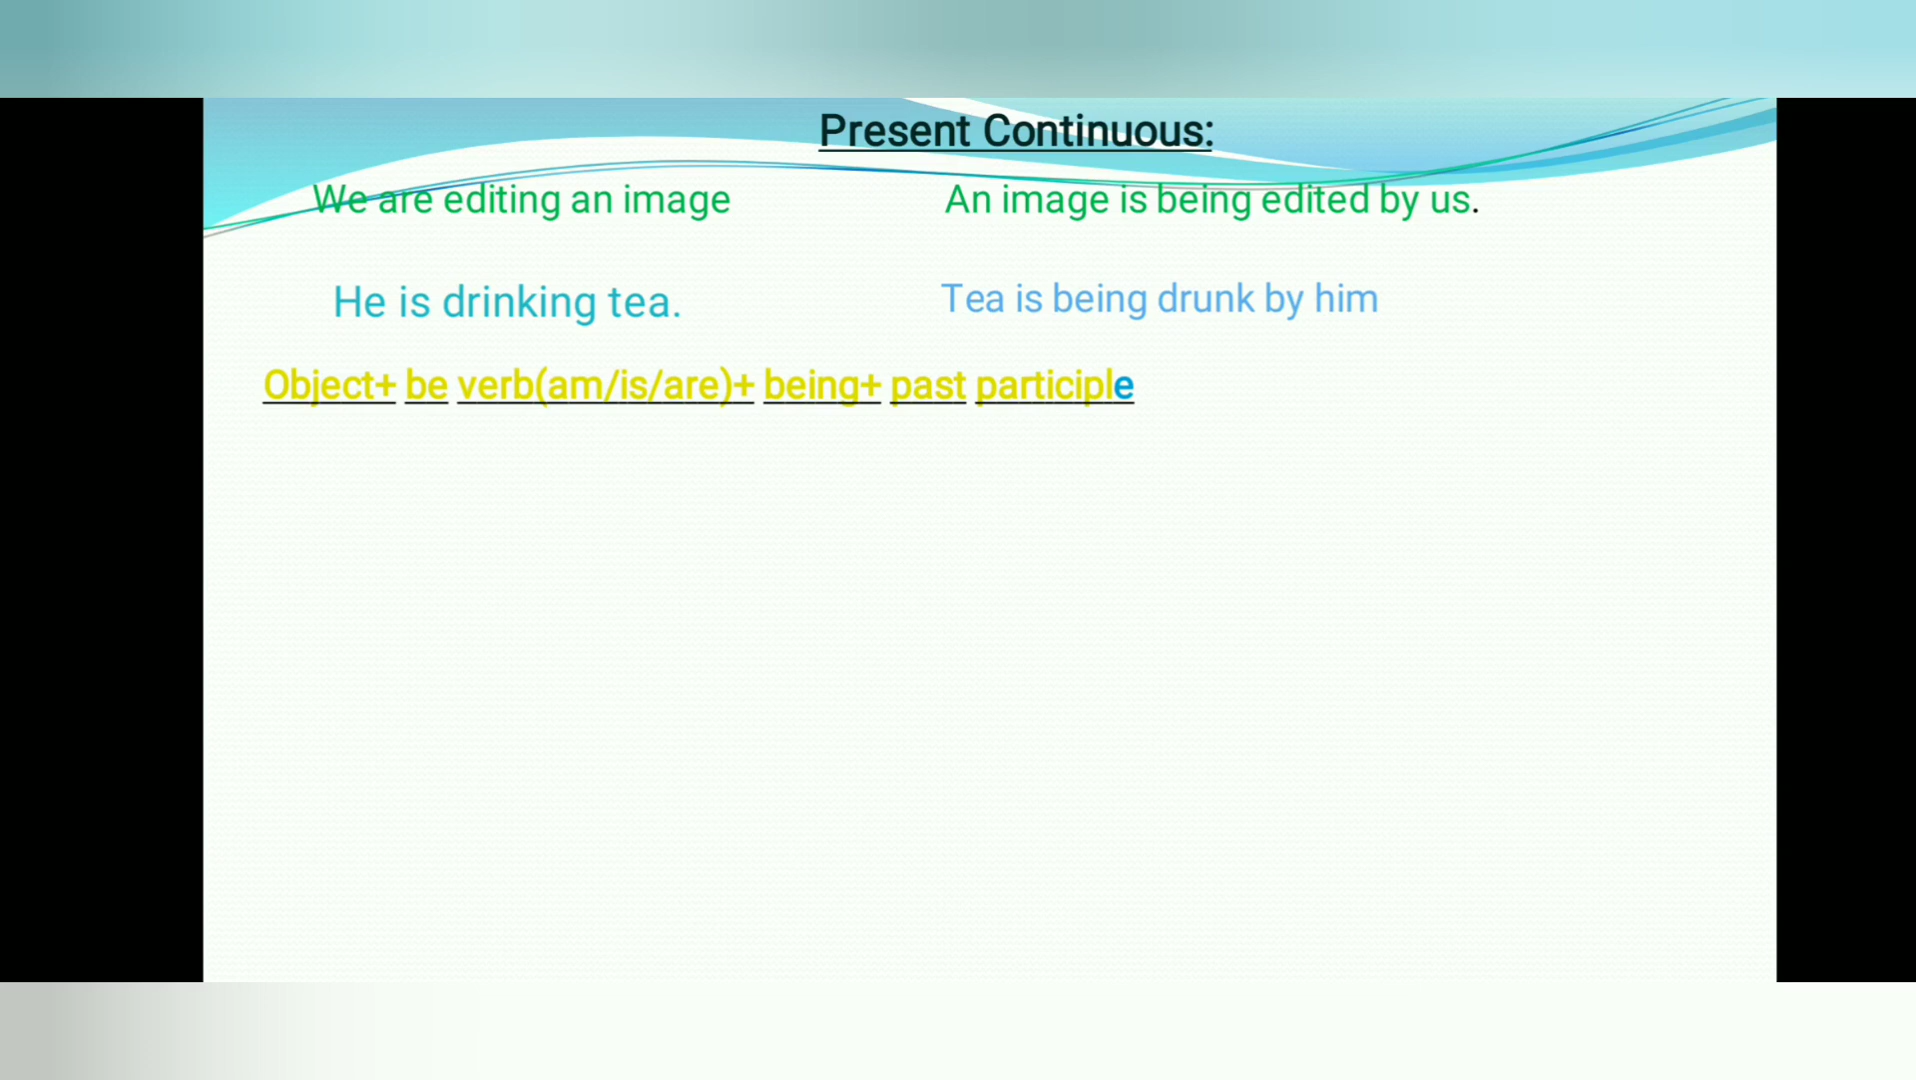 Present Continuous:
We are editing an image
An image is being edited by us.
He is drinking tea.
Tea is being drunk by him
Object+ be verb(am/is/are)+ being+ past participle